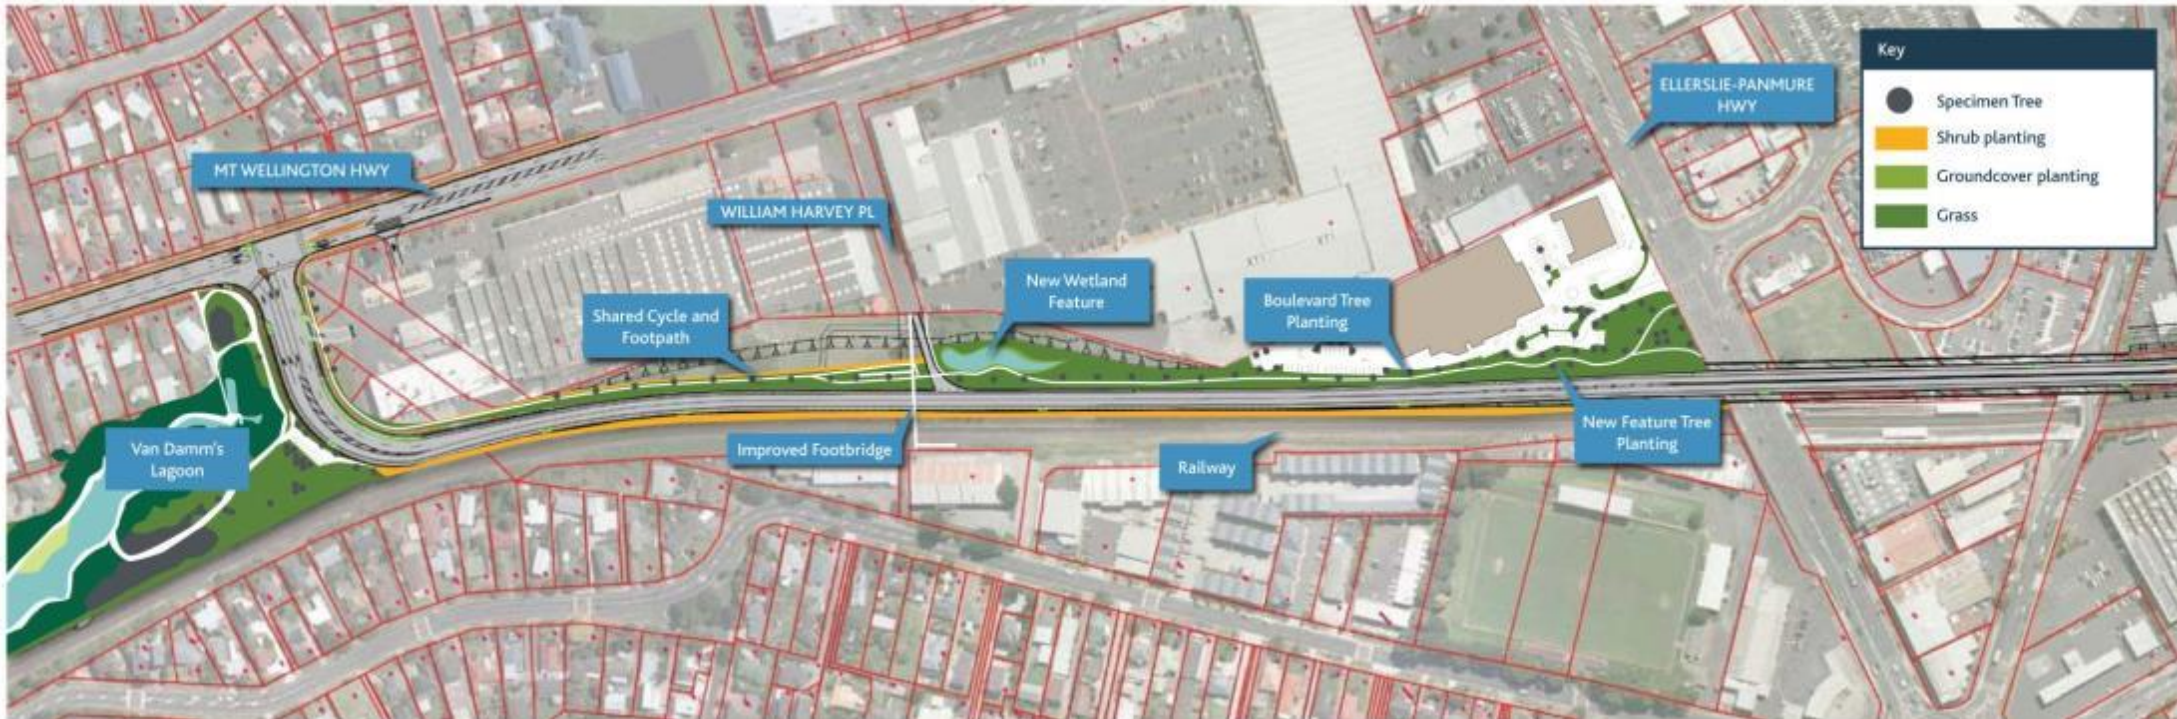 MT WELLINGTON HWY
WILLIAM HARVEY PL
ELLERSLIE-PANMURE
HWY
Key
Specimen Tree
Shrub planting
Groundcover planting
Grass
Shared Cycle and
Footpath
New Wetland
Feature
Boulevard Tree
Planting
Van Damm's
Lagoon
Improved Footbridge
Railway
New Feature Tree
Planting